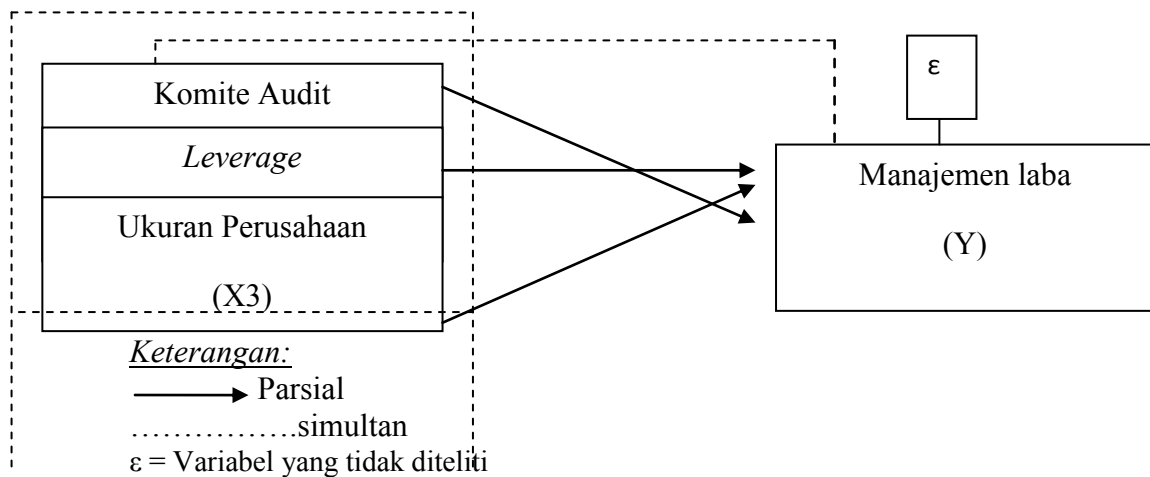 Komite Audit
Leverage
Ukuran Perusahaan
(X3)
ε
Manajemen laba
(Y)
Keterangan:
Parsial
................simultan
ε = Variabel yang tidak diteliti